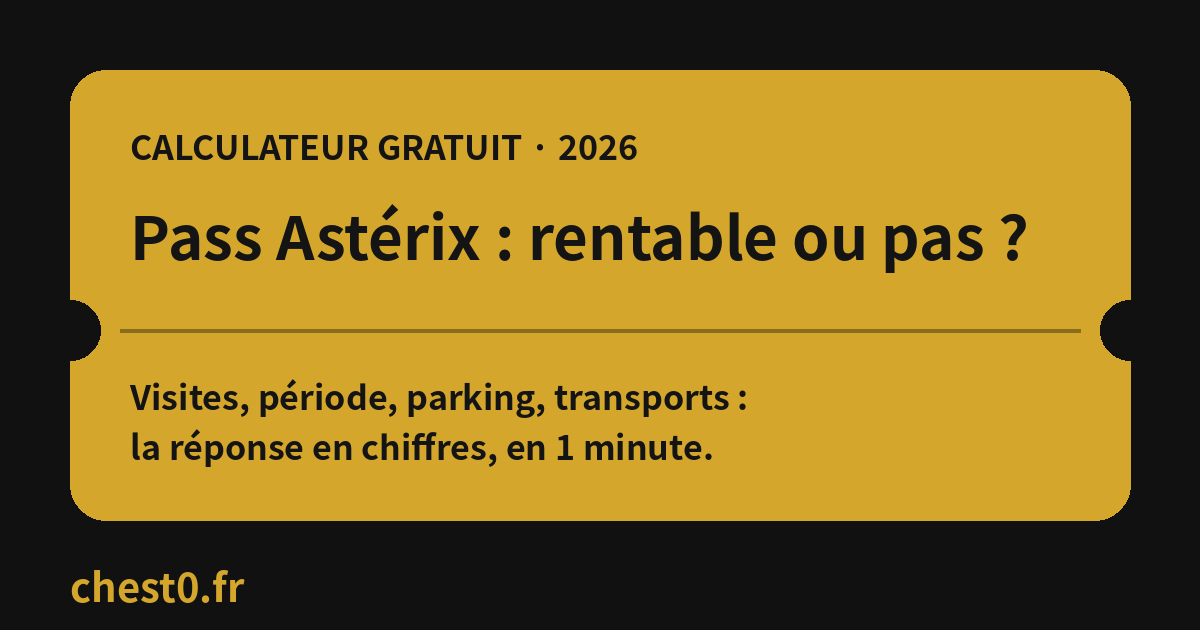 CALCULATEUR GRATUIT · 2026
Pass Astérix : rentable ou pas ?
Visites, période, parking, transports :
la réponse en chiffres, en 1 minute.
chest0.fr